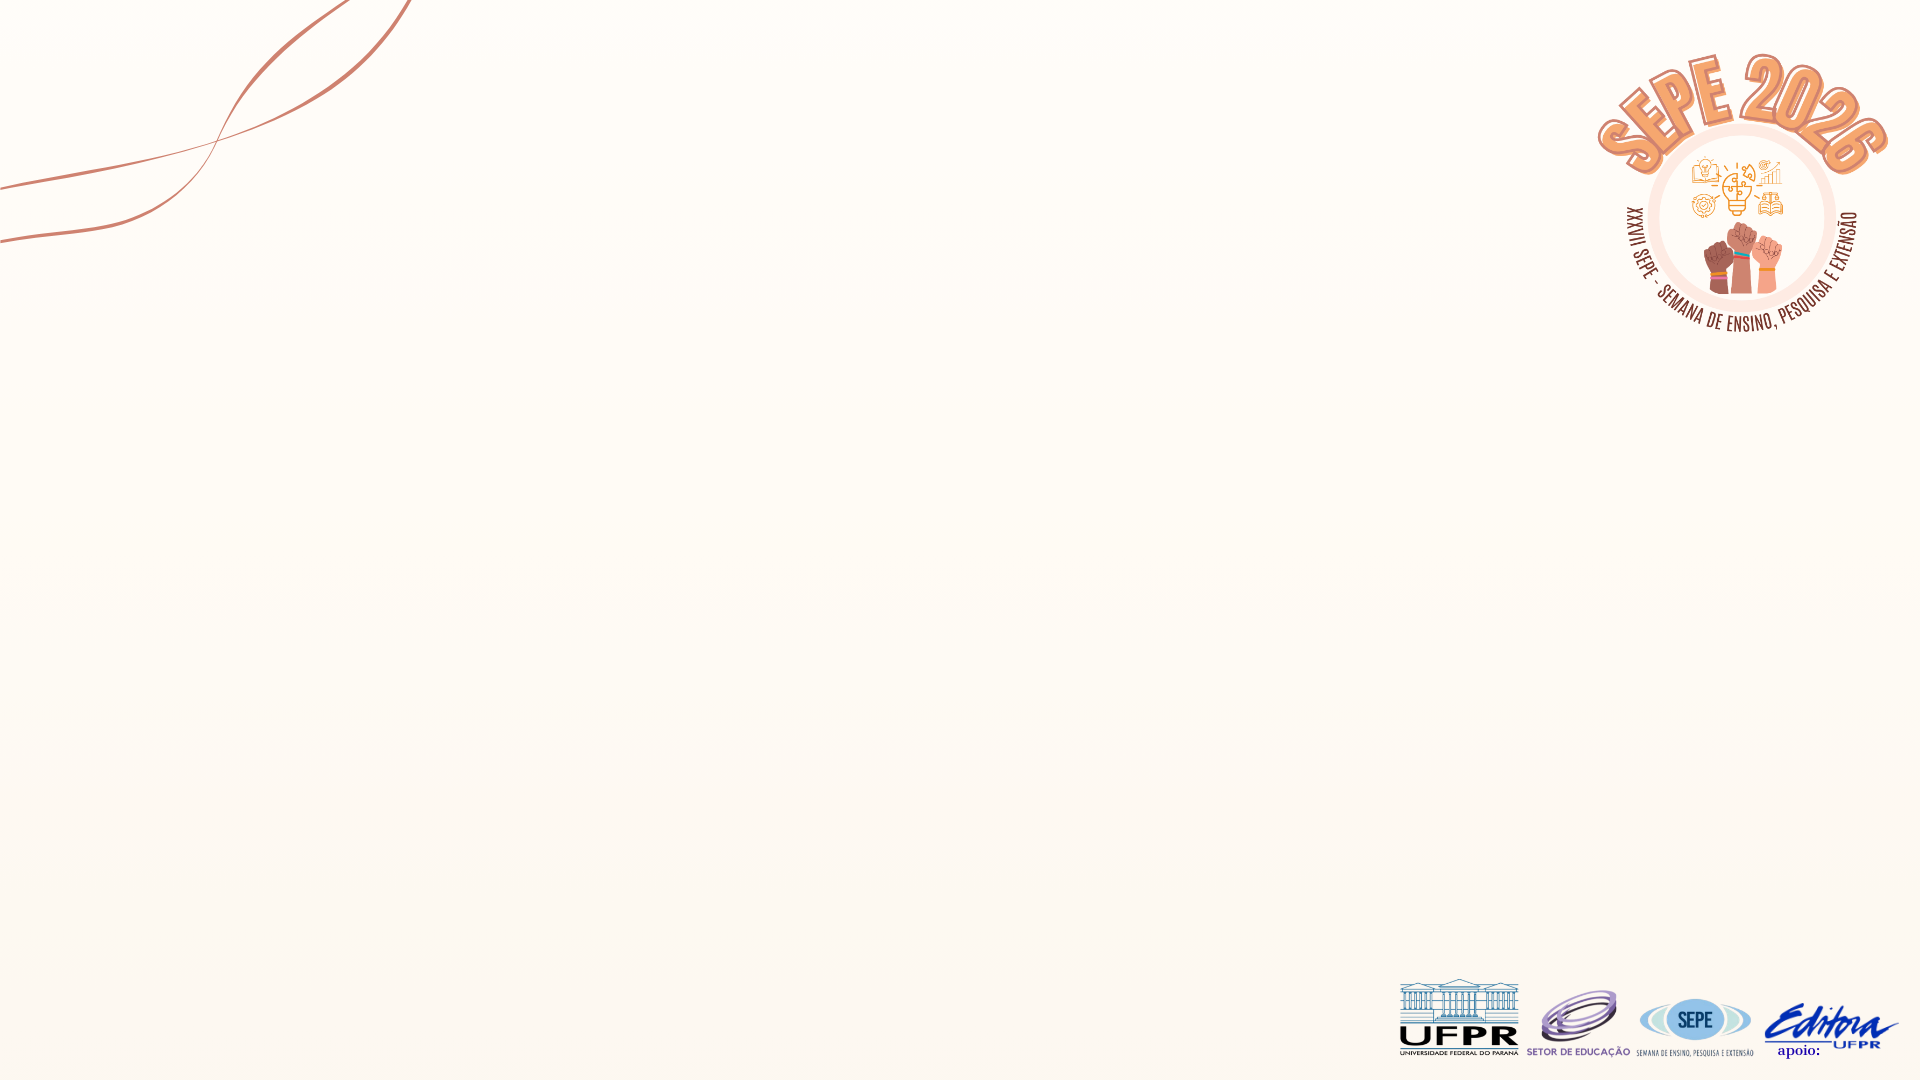 SEPE 2026
XXXVII SEPE - SEMANA DE ENSINO, PESQUISA E EXTENSÃO
UFPR
UNIVERSIDADE FEDERAL DO PARANÁ
SETOR DE EDUCAÇÃO
SEPE
SEMANA DE ENSINO, PESQUISA E EXTENSÃO
Editora
UFPR
apoio: